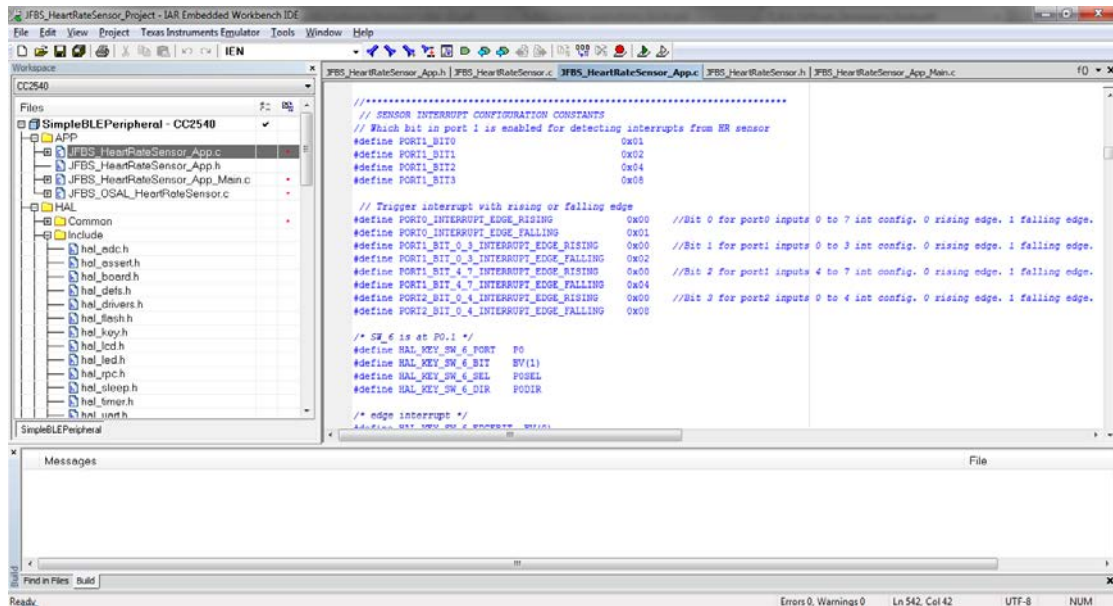 JFBS_HeartRateSensor_Project - IAR Embedded Workbench IDE
File Edit View Project Texas Instruments Emulator Tools Window Help
IEN
Workspace
CC2540
Files
SimpleBLEPeripheral - CC2540
APP
JFBS_HeartRateSensor_App.c
JFBS_HeartRateSensor_App.h
JFBS_HeartRateSensor_App_Main.c
JFBS_OSAL_HeartRateSensor.c
HAL
Common
Include
hal_adc.h
hal_assert.h
hal_board.h
hal_defs.h
hal_drivers.h
hal_flash.h
hal_key.h
hal_lcd.h
hal_led.h
hal_rpc.h
hal_sleep.h
hal_timer.h
hal_uart.h
SimpleBLEPeripheral
JFBS_HeartRateSensor_App.h | JFBS_HeartRateSensor.c JFBS_HeartRateSensor_App.c JFBS_HeartRateSensor.h | JFBS_HeartRateSensor_App_Main.c f()
// SENSOR INTERRUPT CONFIGURATION CONSTANTS
// Which bit in port 1 is enabled for detecting interrupts from HR sensor
#define PORT1_BIT0 0x01
#define PORT1_BIT1 0x02
#define PORT1_BIT2 0x04
#define PORT1_BIT3 0x08
// Trigger interrupt with rising or falling edge
#define PORT0_INTERRUPT_EDGE_RISING 0x00 //Bit 0 for port0 inputs 0 to 7 int config. 0 rising edge. 1 falling edge.
#define PORT0_INTERRUPT_EDGE_FALLING 0x01
#define PORT1_BIT_0_3_INTERRUPT_EDGE_RISING 0x00 //Bit 1 for port1 inputs 0 to 3 int config. 0 rising edge. 1 falling edge.
#define PORT1_BIT_0_3_INTERRUPT_EDGE_FALLING 0x02
#define PORT1_BIT_4_7_INTERRUPT_EDGE_RISING 0x00 //Bit 2 for port1 inputs 4 to 7 int config. 0 rising edge. 1 falling edge.
#define PORT1_BIT_4_7_INTERRUPT_EDGE_FALLING 0x04
#define PORT2_BIT_0_4_INTERRUPT_EDGE_RISING 0x00 //Bit 3 for port2 inputs 0 to 4 int config. 0 rising edge. 1 falling edge.
#define PORT2_BIT_0_4_INTERRUPT_EDGE_FALLING 0x08
/* SW_6 is at P0.1 */
#define HAL_KEY_SW_6_PORT P0
#define HAL_KEY_SW_6_BIT BV(1)
#define HAL_KEY_SW_6_SEL P0SEL
#define HAL_KEY_SW_6_DIR P0DIR
/* edge interrupt */
#define HAL_KEY_SW_6_EDGEBIT BV(0)
Messages File
Build
Find in Files Build
Ready Errors 0, Warnings 0 Ln 542, Col 42 UTF-8 NUM